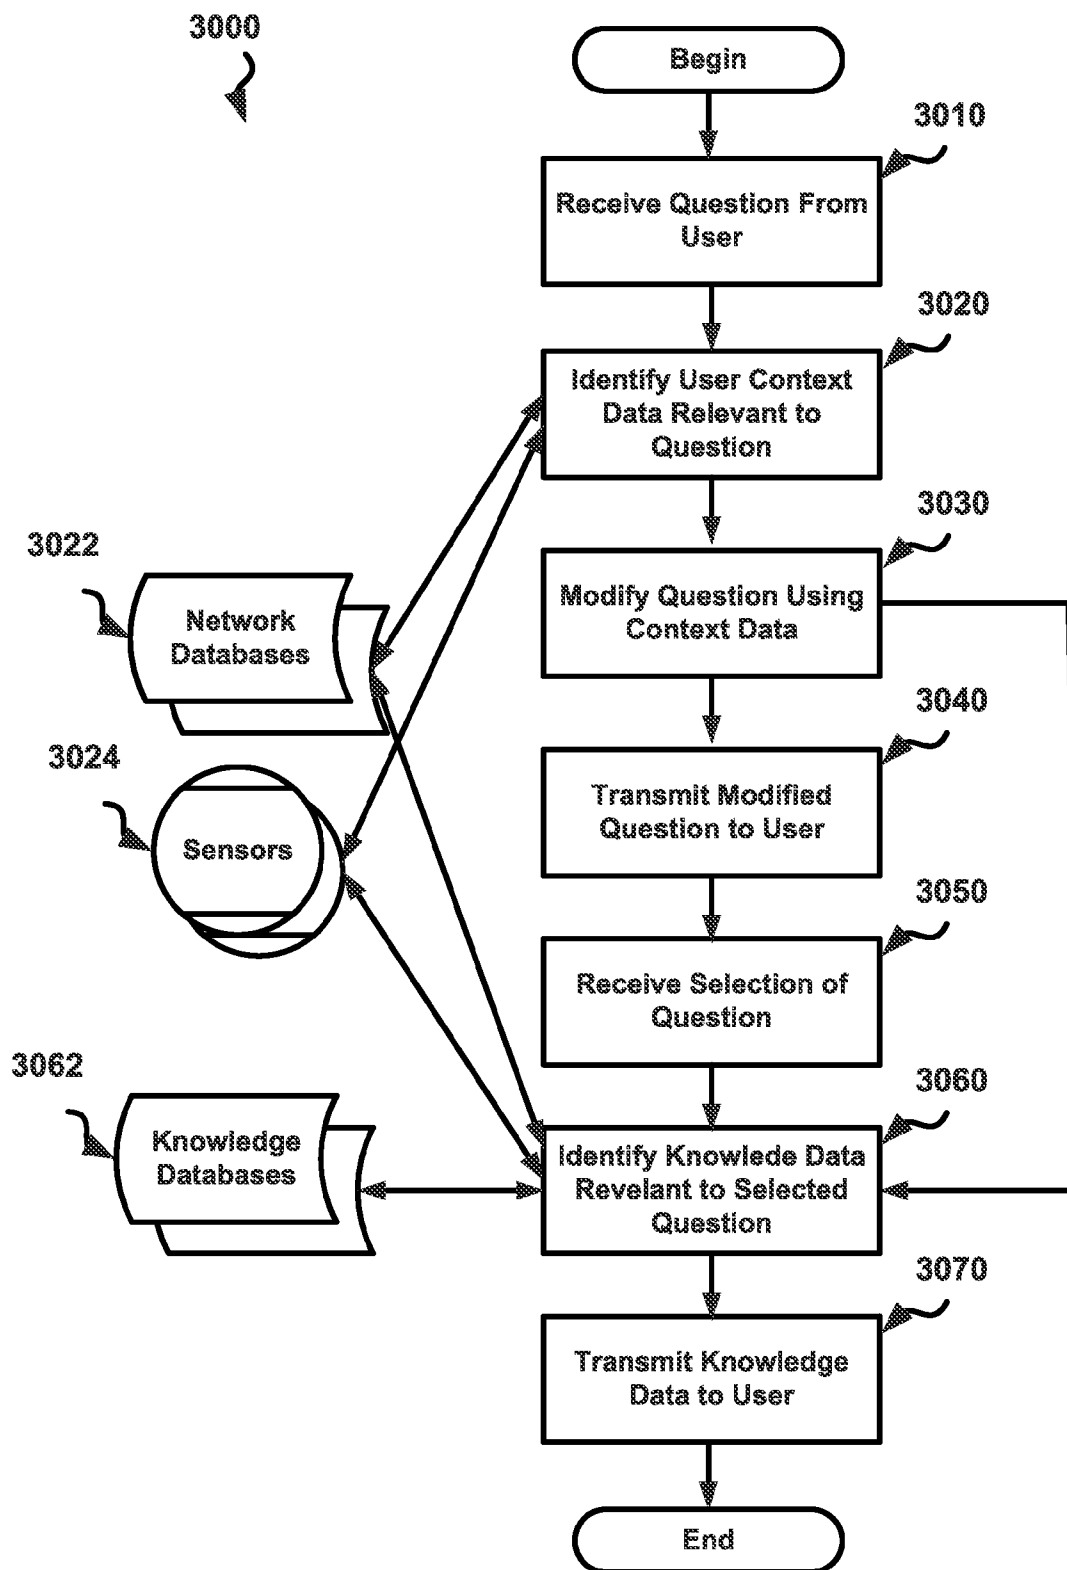 3000
Begin
3010
Receive Question From
User
3020
Identify User Context
Data Relevant to
Question
3022
Network
Databases
3030
Modify Question Using
Context Data
3024
Sensors
3040
Transmit Modified
Question to User
3050
Receive Selection of
Question
3062
Knowledge
Databases
3060
Identify Knowlede Data
Revelant to Selected
Question
3070
Transmit Knowledge
Data to User
End